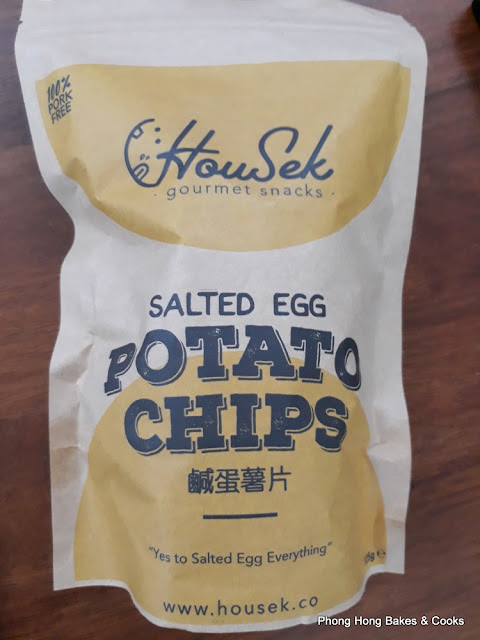 100%
PORK
FREE
HouSek
· gourmet snacks ·
SALTED EGG
POTATO
CHIPS
鹹蛋薯片
"Yes to Salted Egg Everything"
www.housek.co
Phong Hong Bakes & Cooks